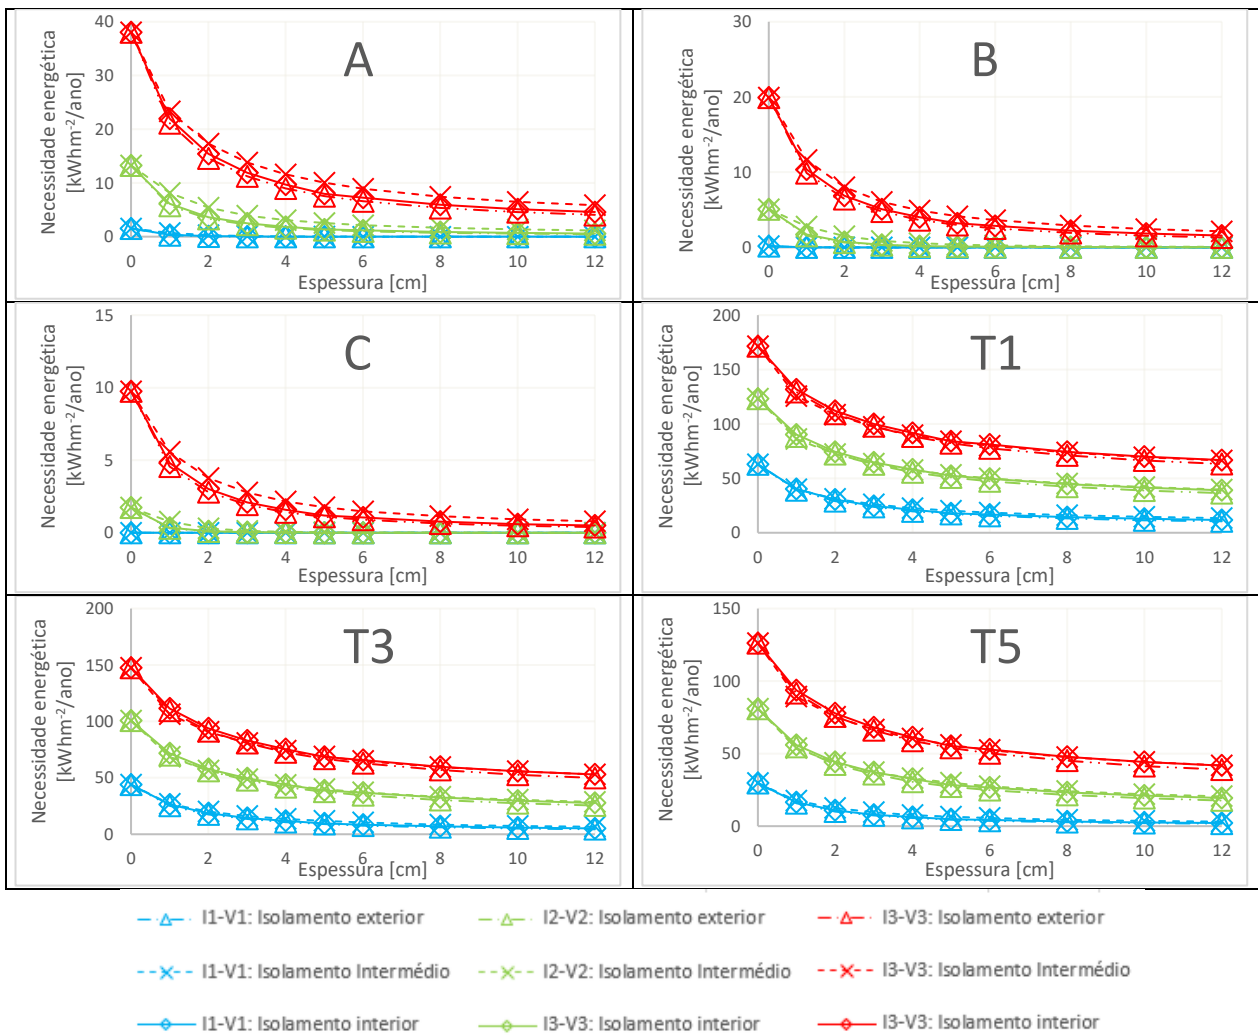 A
Necessidade energética
[kWhm⁻²/ano]
40
30
20
10
0
0 2 4 6 8 10 12
Espessura [cm]
B
Necessidade energética
[kWhm⁻²/ano]
30
20
10
0
0 2 4 6 8 10 12
Espessura [cm]
C
Necessidade energética
[kWhm⁻²/ano]
15
10
5
0
0 2 4 6 8 10 12
Espessura [cm]
T1
Necessidade energética
[kWhm⁻²/ano]
200
150
100
50
0
0 2 4 6 8 10 12
Espessura [cm]
T3
Necessidade energética
[kWhm⁻²/ano]
200
150
100
50
0
0 2 4 6 8 10 12
Espessura [cm]
T5
Necessidade energética
[kWhm⁻²/ano]
150
100
50
0
0 2 4 6 8 10 12
Espessura [cm]
I1-V1: Isolamento exterior I2-V2: Isolamento exterior I3-V3: Isolamento exterior
I1-V1: Isolamento Intermédio I2-V2: Isolamento Intermédio I3-V3: Isolamento Intermédio
I1-V1: Isolamento interior I3-V3: Isolamento interior I3-V3: Isolamento interior